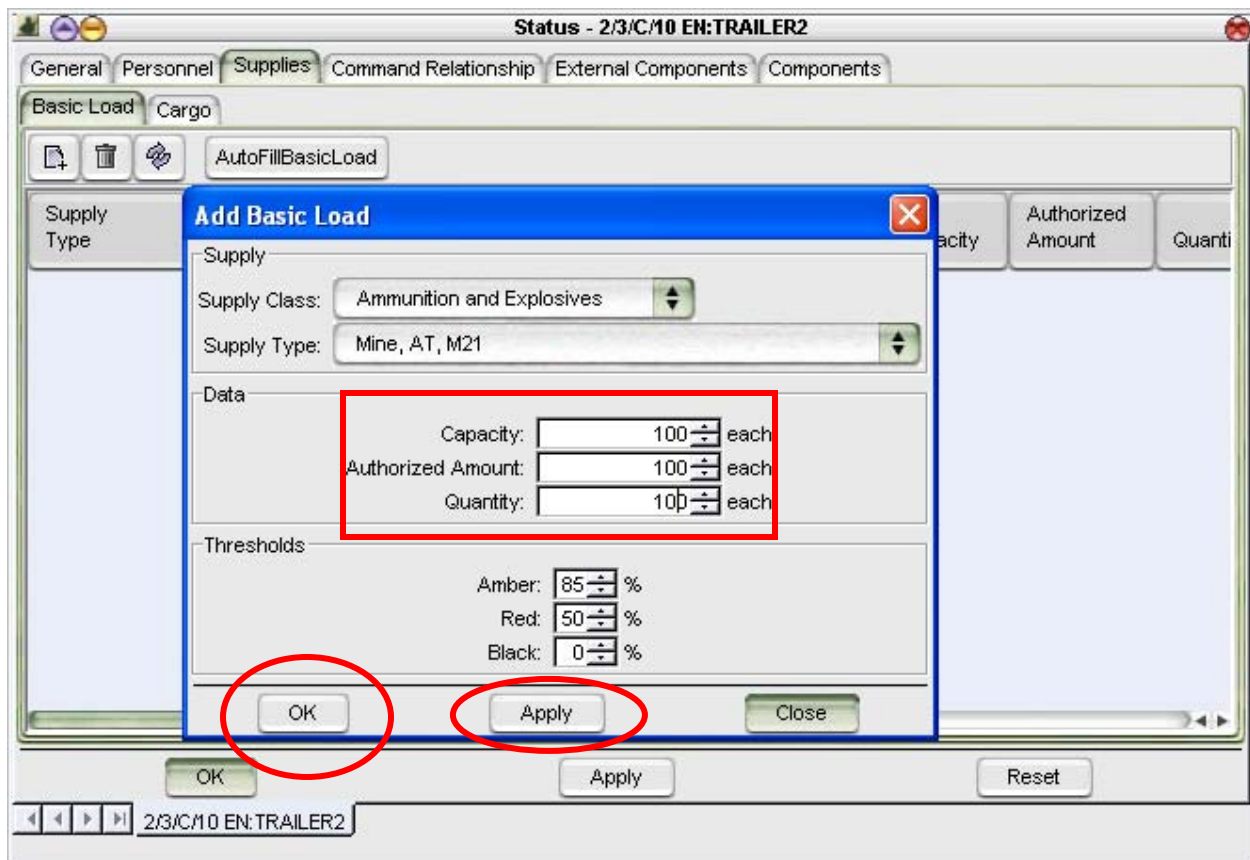 Status - 2/3/C/10 EN:TRAILER2
General Personnel Supplies Command Relationship External Components Components
Basic Load Cargo
AutoFillBasicLoad
Supply Type
acity
Authorized Amount
Quanti
Add Basic Load
Supply
Supply Class: Ammunition and Explosives
Supply Type: Mine, AT, M21
Data
Capacity: 100 each
Authorized Amount: 100 each
Quantity: 100 each
Thresholds
Amber: 85 %
Red: 50 %
Black: 0 %
OK Apply Close
OK Apply Reset
2/3/C/10 EN:TRAILER2